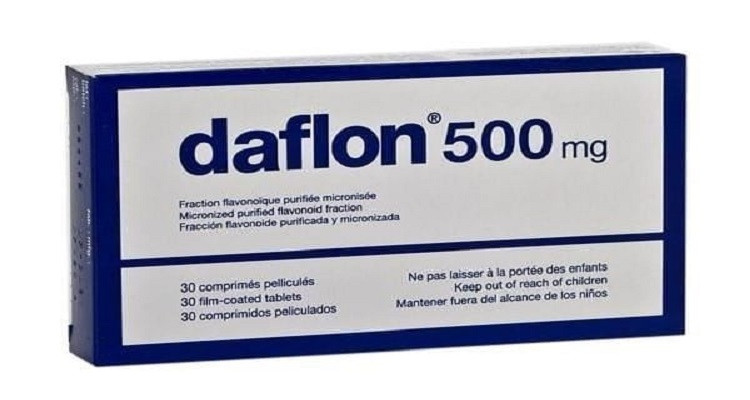 daflon® 500 mg
Fraction flavonoïque purifiée micronisée
Micronized purified flavonoid fraction
Fracción flavonoide purificada y micronizada
30 comprimés pelliculés
30 film-coated tablets
30 comprimidos peliculados
Ne pas laisser à la portée des enfants
Keep out of reach of children
Mantener fuera del alcance de los niños